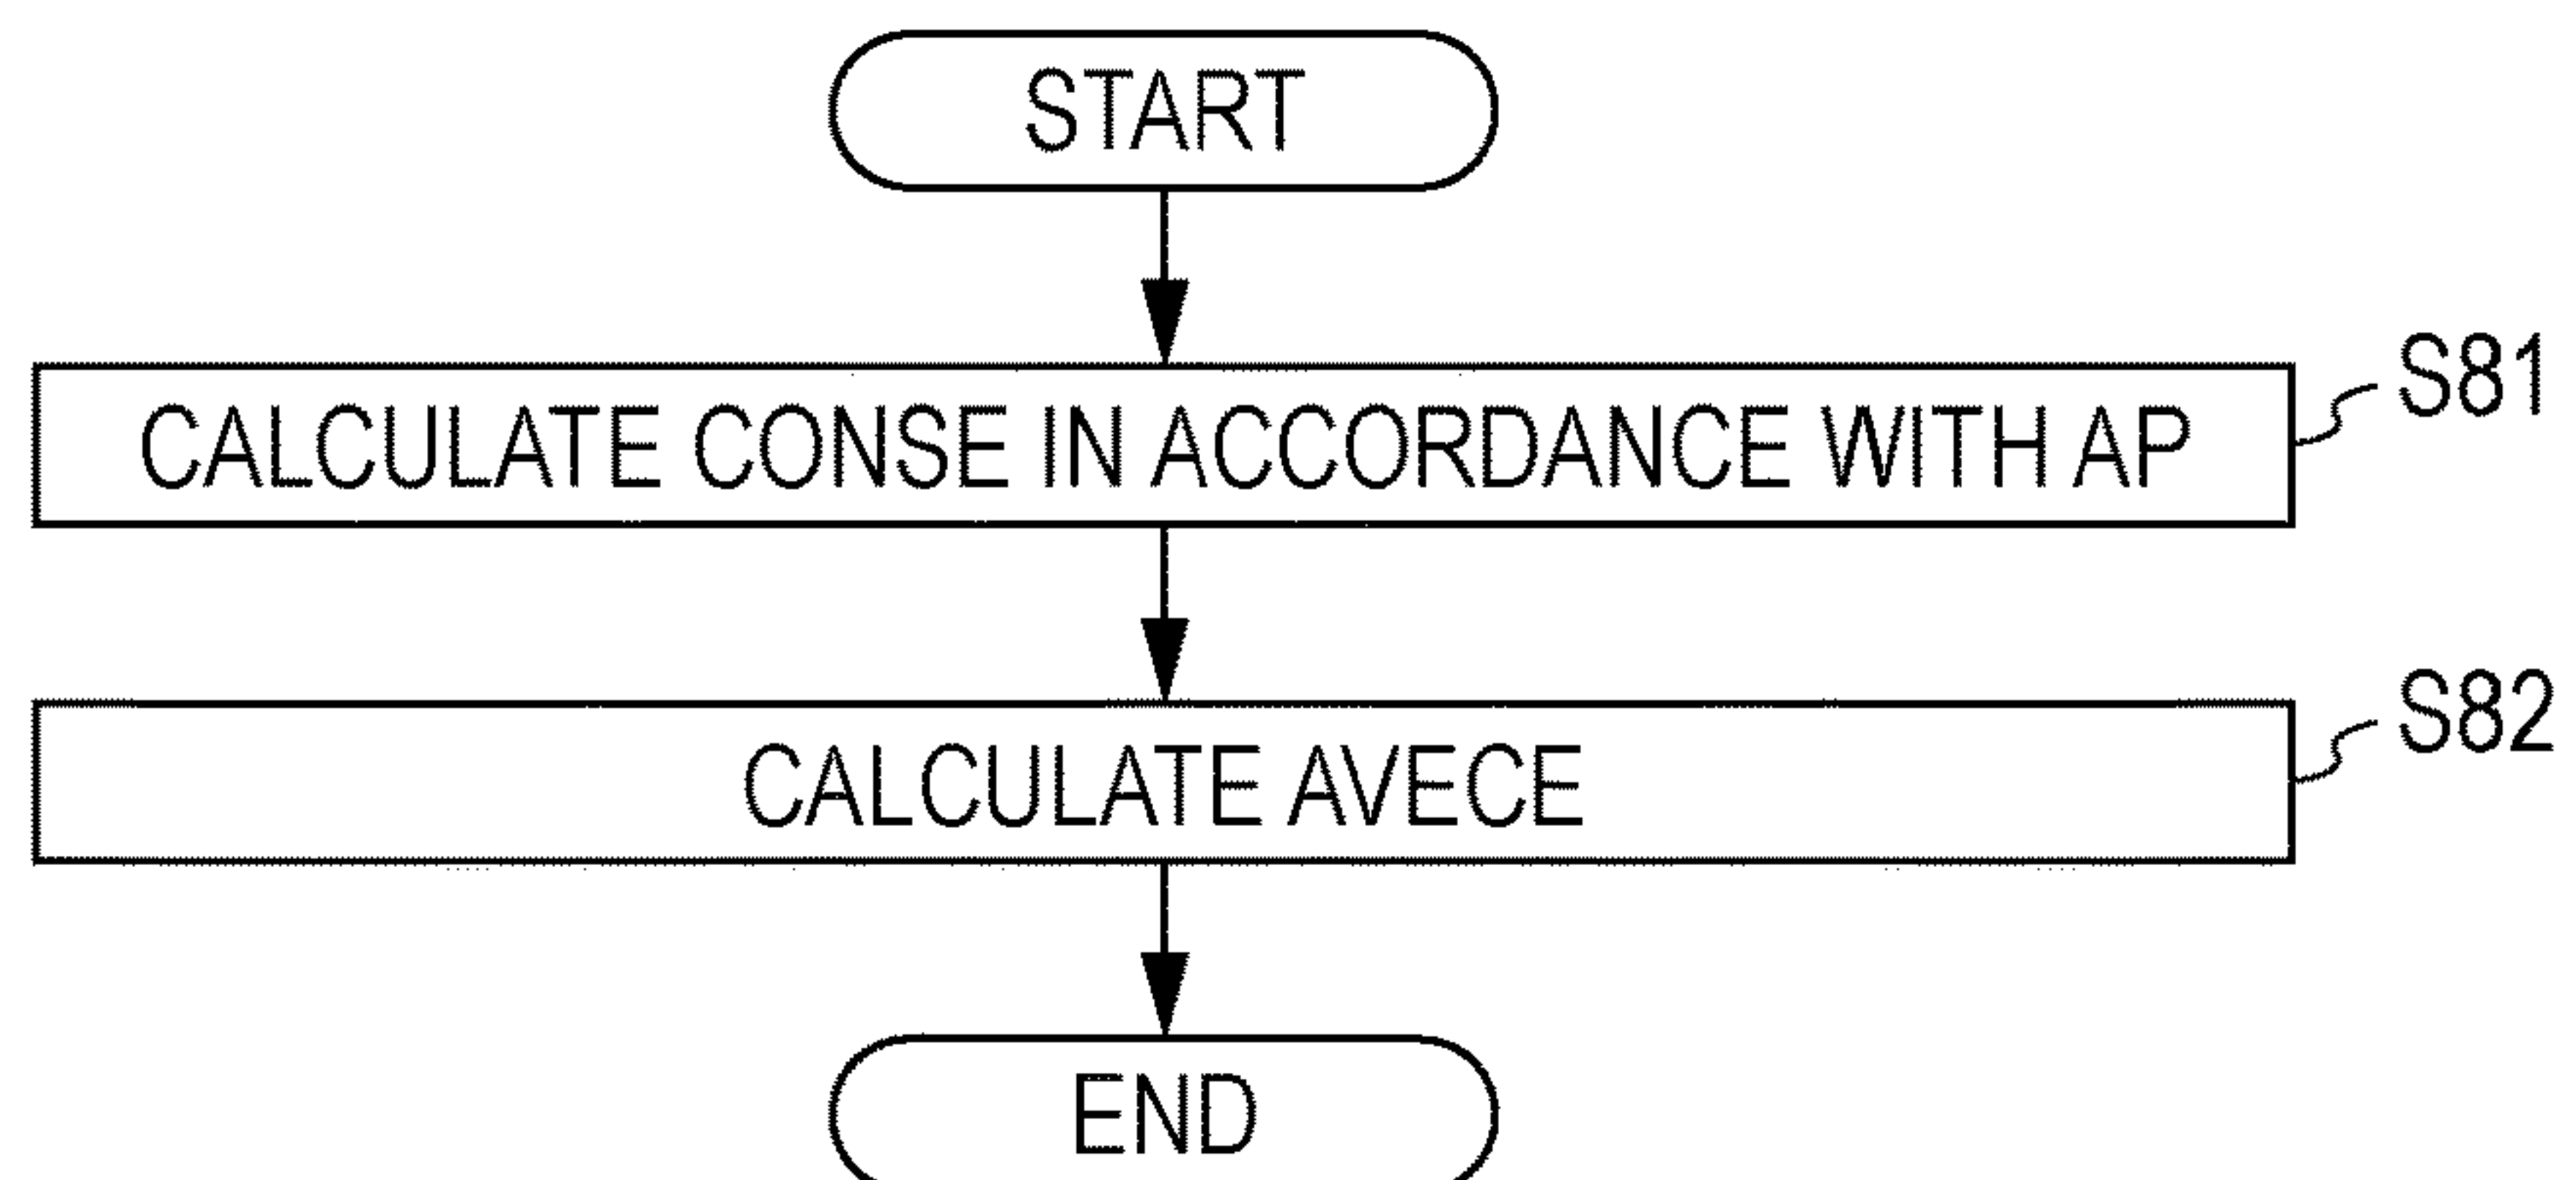 START
CALCULATE CONSE IN ACCORDANCE WITH AP
S81
CALCULATE AVECE
S82
END